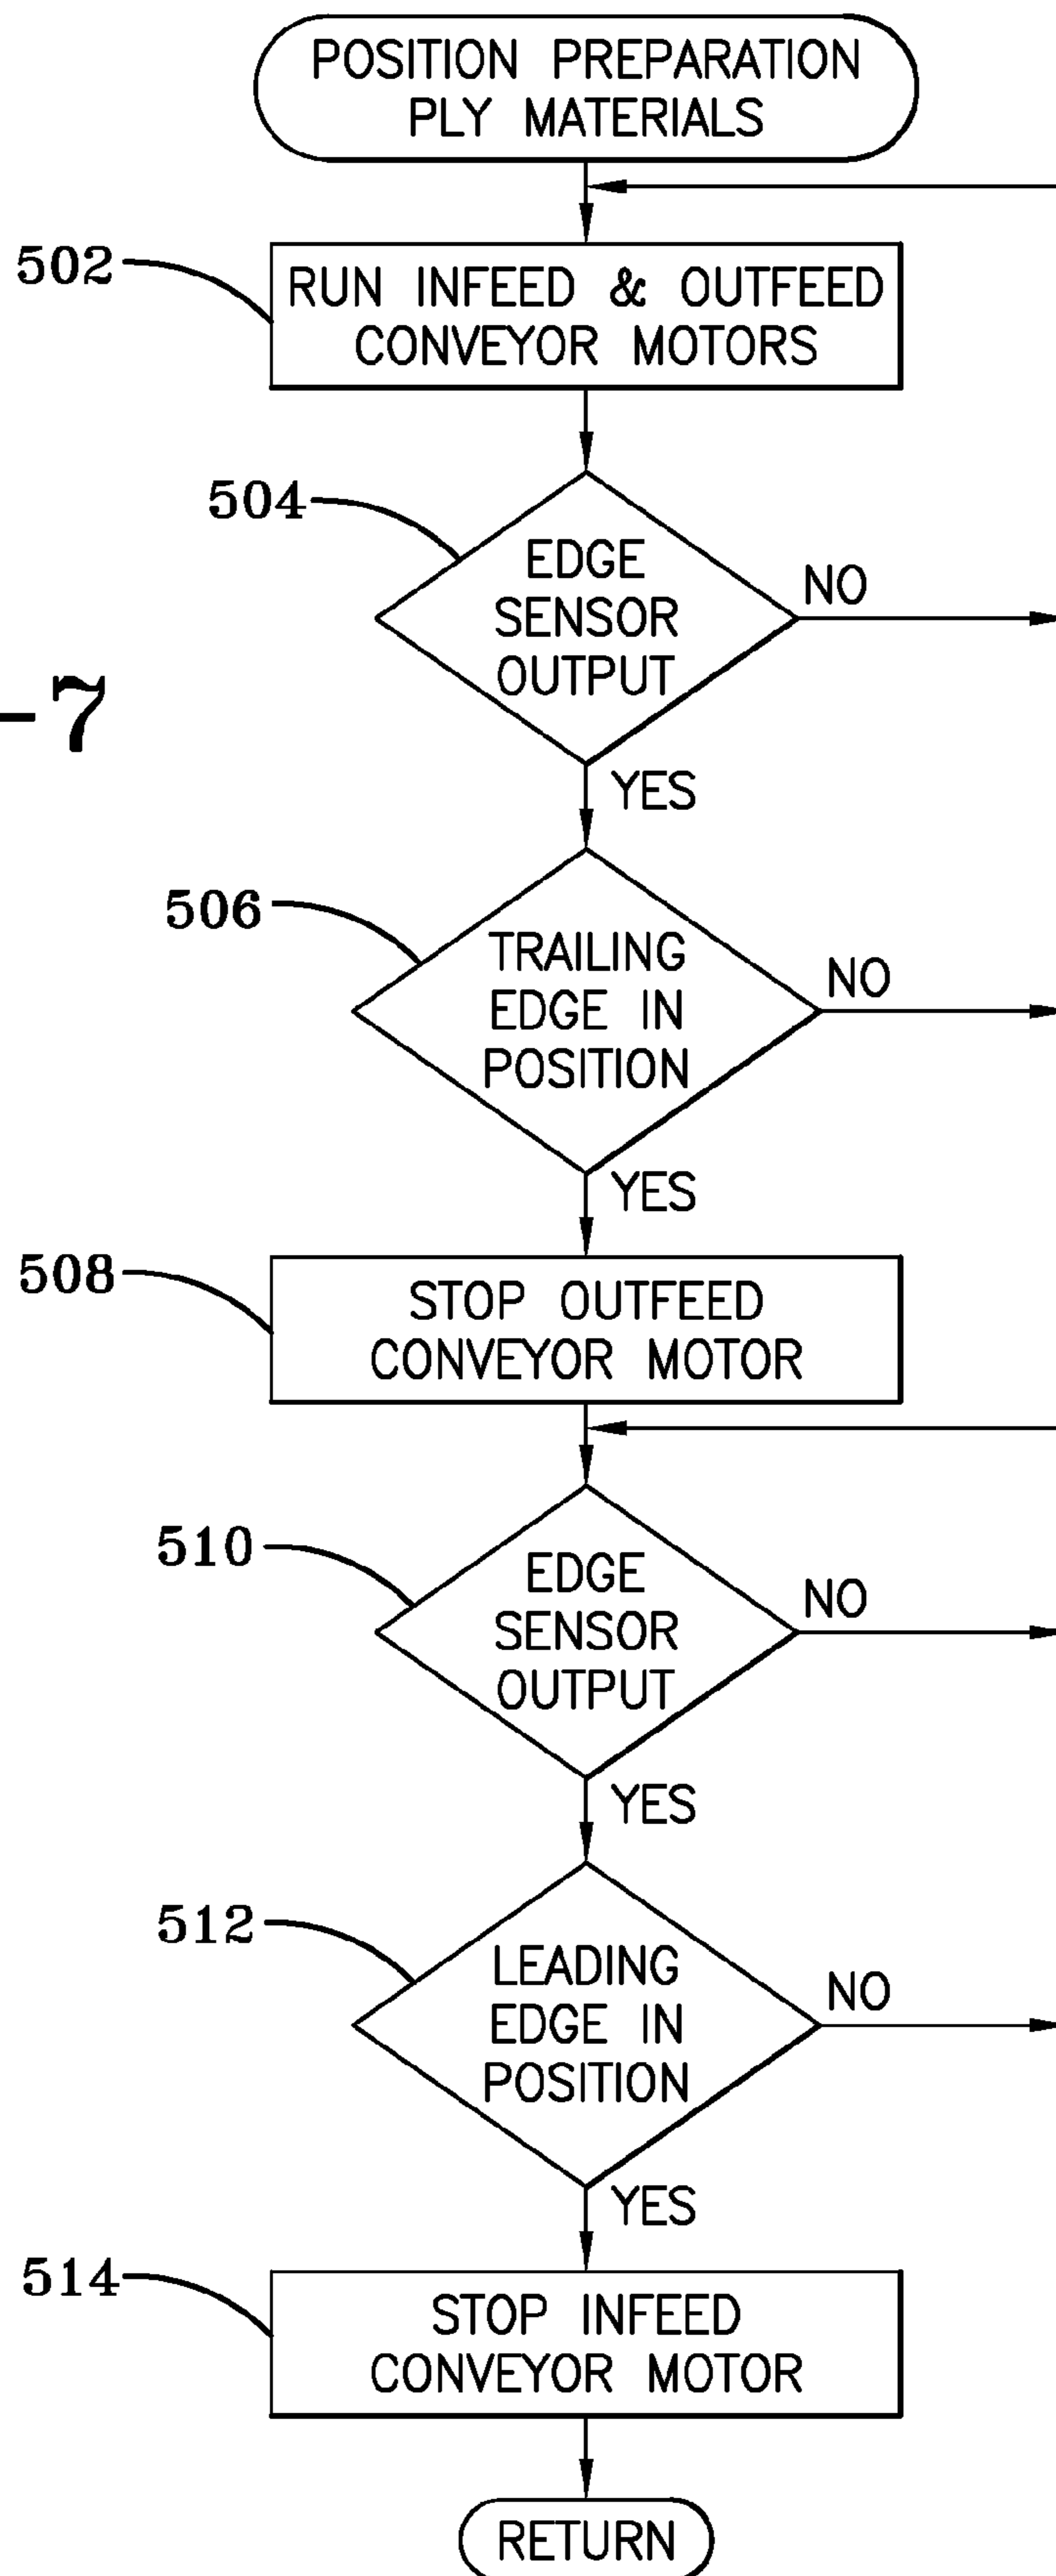 POSITION PREPARATION
PLY MATERIALS
502
RUN INFEED & OUTFEED
CONVEYOR MOTORS
504
EDGE
SENSOR
OUTPUT
NO
-7
YES
506
TRAILING
EDGE IN
POSITION
NO
YES
508
STOP OUTFEED
CONVEYOR MOTOR
510
EDGE
SENSOR
OUTPUT
NO
YES
512
LEADING
EDGE IN
POSITION
NO
YES
514
STOP INFEED
CONVEYOR MOTOR
RETURN